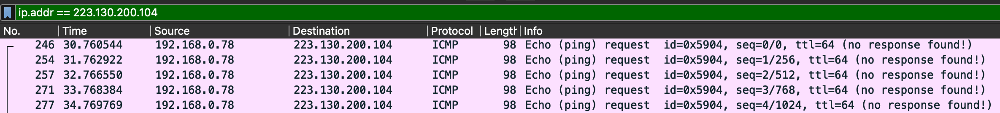 ip.addr == 223.130.200.104
No. Time Source Destination Protocol Length Info
246 30.760544 192.168.0.78 223.130.200.104 ICMP 98 Echo (ping) request id=0x5904, seq=0/0, ttl=64 (no response found!)
254 31.762922 192.168.0.78 223.130.200.104 ICMP 98 Echo (ping) request id=0x5904, seq=1/256, ttl=64 (no response found!)
257 32.766550 192.168.0.78 223.130.200.104 ICMP 98 Echo (ping) request id=0x5904, seq=2/512, ttl=64 (no response found!)
271 33.768384 192.168.0.78 223.130.200.104 ICMP 98 Echo (ping) request id=0x5904, seq=3/768, ttl=64 (no response found!)
277 34.769769 192.168.0.78 223.130.200.104 ICMP 98 Echo (ping) request id=0x5904, seq=4/1024, ttl=64 (no response found!)